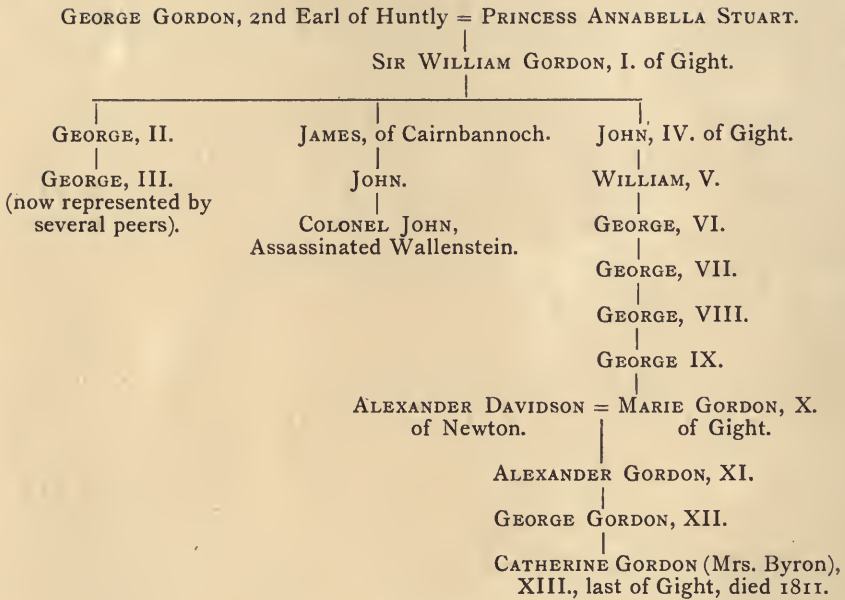 GEORGE GORDON, 2nd Earl of Huntly = PRINCESS ANNABELLA STUART.
SIR WILLIAM GORDON, I. of Gight.
GEORGE, II. JAMES, of Cairnbannoch. JOHN, IV. of Gight.
GEORGE, III. JOHN. WILLIAM, V.
(now represented by
several peers). COLONEL JOHN, GEORGE, VI.
Assassinated Wallenstein.
GEORGE, VII.
GEORGE, VIII.
GEORGE IX.
ALEXANDER DAVIDSON = MARIE GORDON, X.
of Newton. of Gight.
ALEXANDER GORDON, XI.
GEORGE GORDON, XII.
CATHERINE GORDON (Mrs. Byron),
XIII., last of Gight, died 1811.